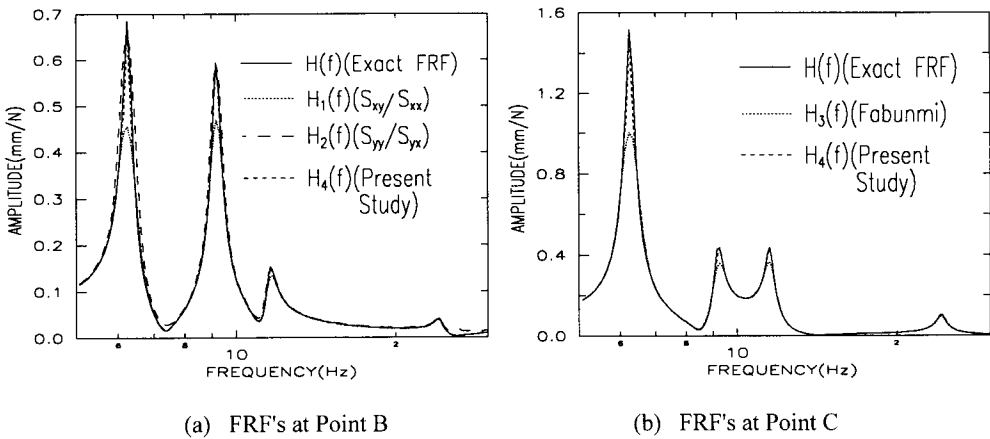 0.7
0.6
0.5
0.4
0.3
0.2
0.1
0.0
AMPLITUDE(mm/N)
H(f)(Exact FRF)
H₁(f)(Sxy/Sxx)
H₂(f)(Syy/Syx)
H₄(f)(Present
Study)
6 8 10 2
FREQUENCY(Hz)
(a) FRF's at Point B
1.6
1.2
0.8
0.4
0.0
AMPLITUDE(mm/N)
H(f)(Exact FRF)
H₃(f)(Fabunmi)
H₄(f)(Present
Study)
6 8 10 2
FREQUENCY(Hz)
(b) FRF's at Point C